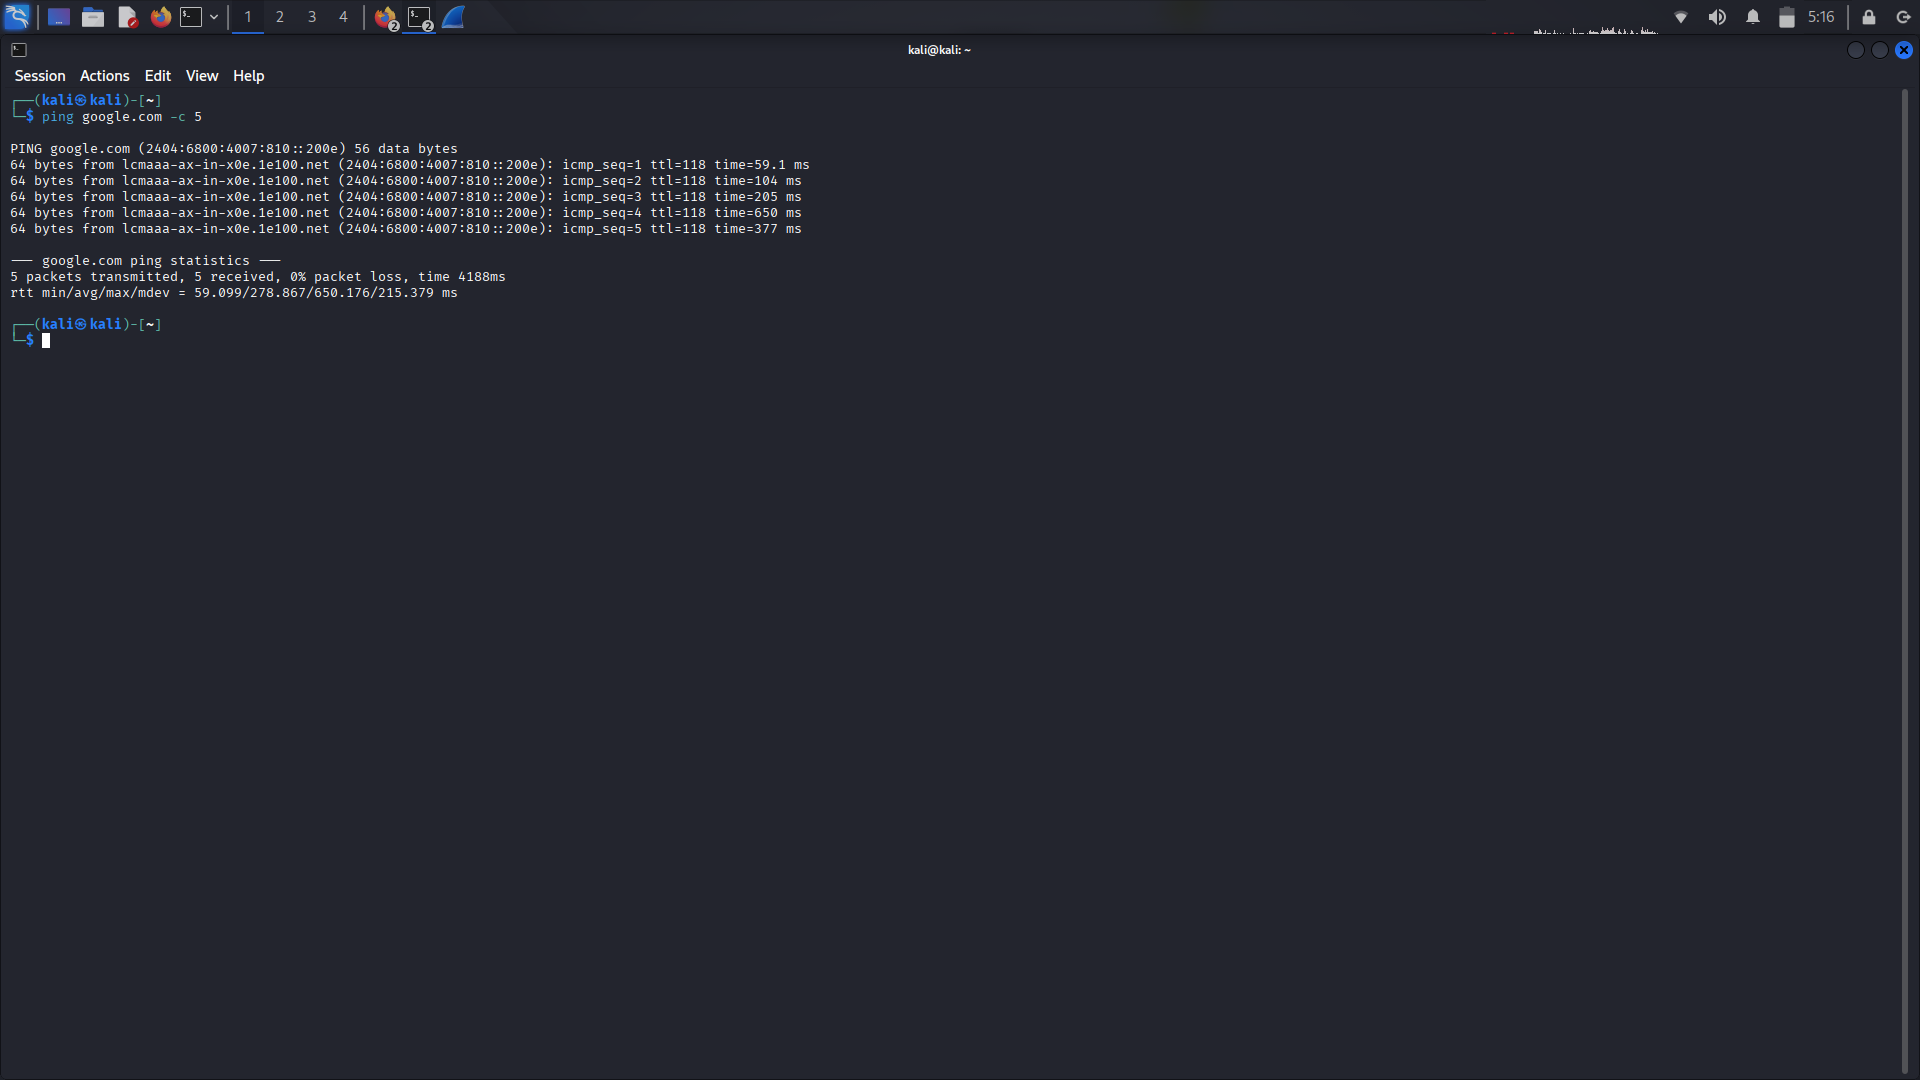 1 2 3 4 2 2 5:16
kali@kali: ~
Session Actions Edit View Help
┌──(kali㉿kali)-[~]
└─$ ping google.com -c 5
PING google.com (2404:6800:4007:810::200e) 56 data bytes
64 bytes from lcmaaa-ax-in-x0e.1e100.net (2404:6800:4007:810::200e): icmp_seq=1 ttl=118 time=59.1 ms
64 bytes from lcmaaa-ax-in-x0e.1e100.net (2404:6800:4007:810::200e): icmp_seq=2 ttl=118 time=104 ms
64 bytes from lcmaaa-ax-in-x0e.1e100.net (2404:6800:4007:810::200e): icmp_seq=3 ttl=118 time=205 ms
64 bytes from lcmaaa-ax-in-x0e.1e100.net (2404:6800:4007:810::200e): icmp_seq=4 ttl=118 time=650 ms
64 bytes from lcmaaa-ax-in-x0e.1e100.net (2404:6800:4007:810::200e): icmp_seq=5 ttl=118 time=377 ms
--- google.com ping statistics ---
5 packets transmitted, 5 received, 0% packet loss, time 4188ms
rtt min/avg/max/mdev = 59.099/278.867/650.176/215.379 ms
┌──(kali㉿kali)-[~]
└─$